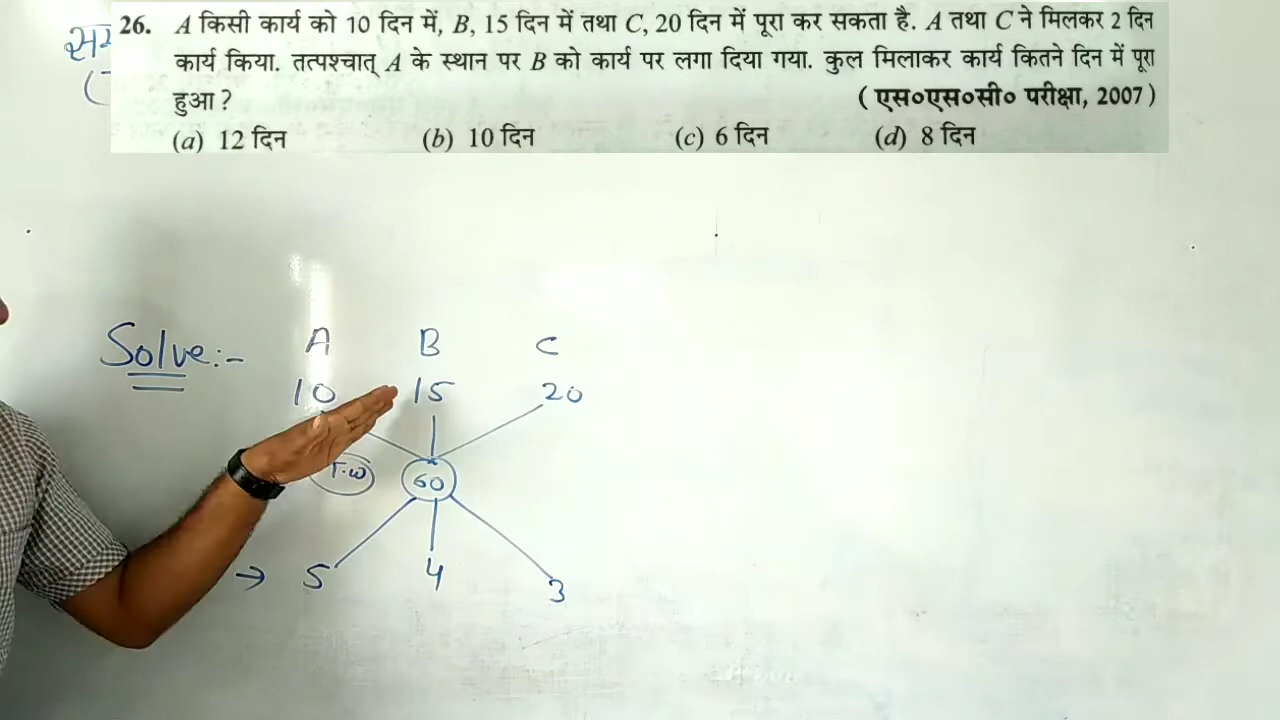 26. A किसी कार्य को 10 दिन में, B, 15 दिन में तथा C, 20 दिन में पूरा कर सकता है. A तथा C ने मिलकर 2 दिन
कार्य किया. तत्पश्चात् A के स्थान पर B को कार्य पर लगा दिया गया. कुल मिलाकर कार्य कितने दिन में पूरा
हुआ ? ( एस०एस०सी० परीक्षा, 2007 )
(a) 12 दिन (b) 10 दिन (c) 6 दिन (d) 8 दिन
Solve:- A B C
10 15 20
T.W 60
→ 5 4 3